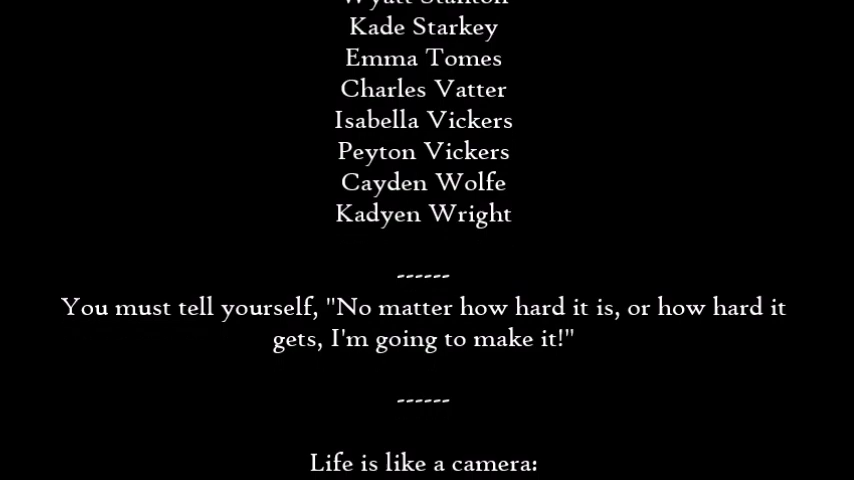 Wyatt Stanton
Kade Starkey
Emma Tomes
Charles Vatter
Isabella Vickers
Peyton Vickers
Cayden Wolfe
Kadyen Wright
------
You must tell yourself, "No matter how hard it is, or how hard it
gets, I'm going to make it!"
------
Life is like a camera: